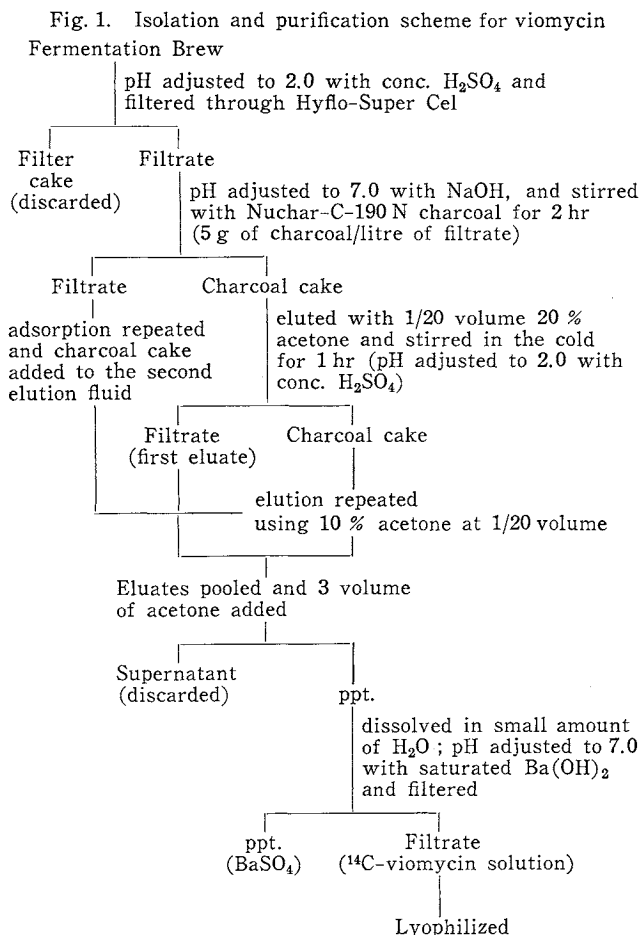 Fig. 1. Isolation and purification scheme for viomycin
Fermentation Brew
pH adjusted to 2.0 with conc. H₂SO₄ and
filtered through Hyflo-Super Cel
Filter
cake
(discarded)
Filtrate
pH adjusted to 7.0 with NaOH, and stirred
with Nuchar-C-190 N charcoal for 2 hr
(5 g of charcoal/litre of filtrate)
Filtrate
Charcoal cake
adsorption repeated
and charcoal cake
added to the second
elution fluid
eluted with 1/20 volume 20 %
acetone and stirred in the cold
for 1 hr (pH adjusted to 2.0 with
conc. H₂SO₄)
Filtrate
(first eluate)
Charcoal cake
elution repeated
using 10 % acetone at 1/20 volume
Eluates pooled and 3 volume
of acetone added
Supernatant
(discarded)
ppt.
dissolved in small amount
of H₂O ; pH adjusted to 7.0
with saturated Ba(OH)₂
and filtered
ppt.
(BaSO₄)
Filtrate
(¹⁴C-viomycin solution)
Lyophilized